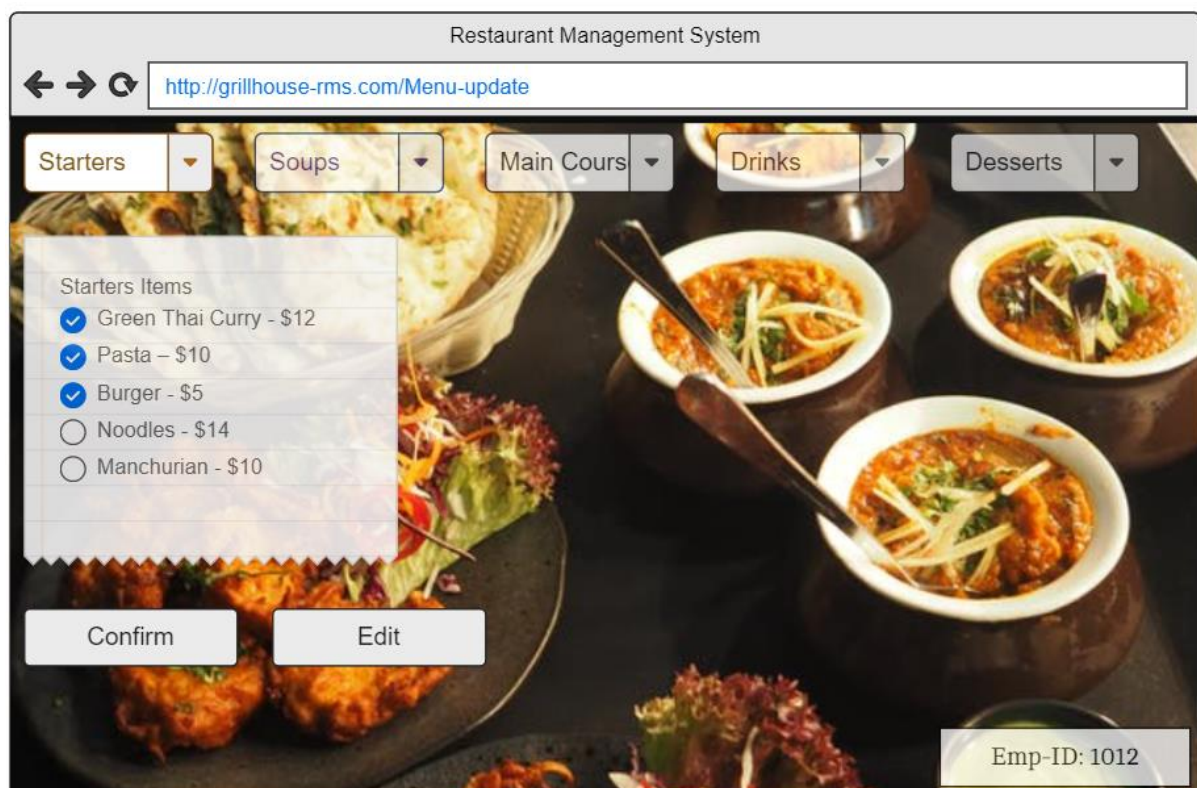 Restaurant Management System
http://grillhouse-rms.com/Menu-update
Starters Soups Main Cours Drinks Desserts
Starters Items
Green Thai Curry - $12
Pasta – $10
Burger - $5
Noodles - $14
Manchurian - $10
Confirm Edit
Emp-ID: 1012